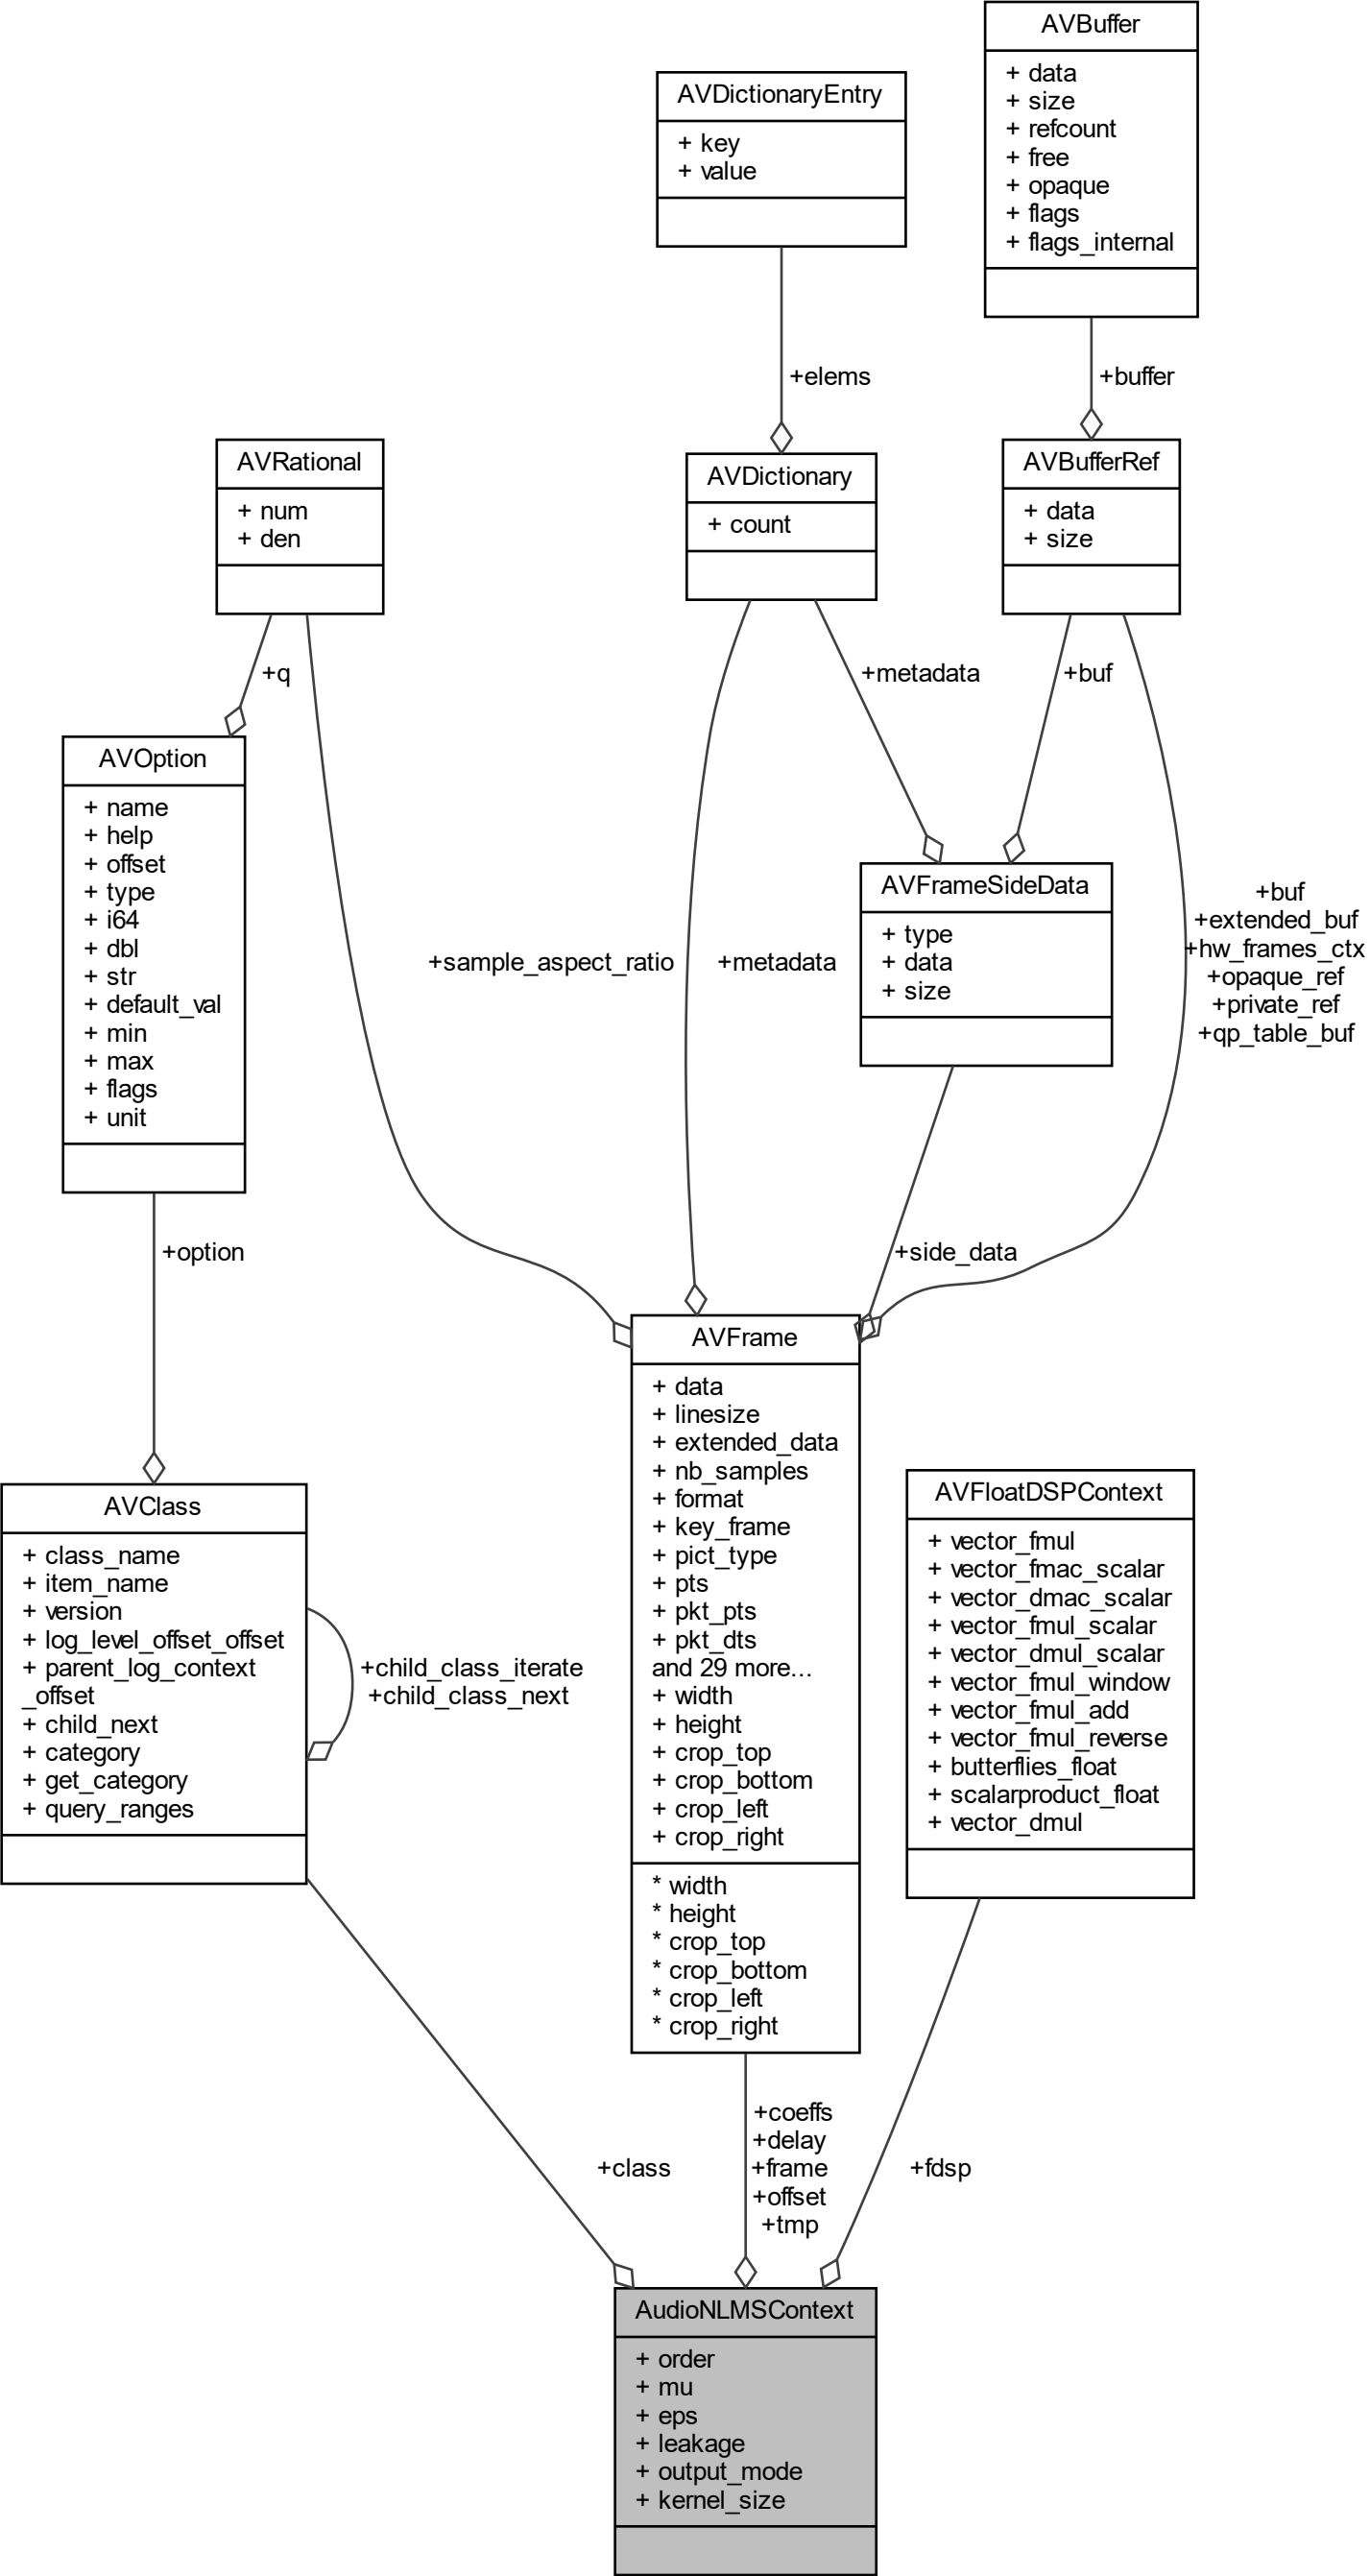 AVBuffer
+ data
+ size
+ refcount
+ free
+ opaque
+ flags
+ flags_internal
AVDictionaryEntry
+ key
+ value
+elems
+buffer
AVRational
+ num
+ den
AVDictionary
+ count
AVBufferRef
+ data
+ size
+q
+metadata
+buf
AVOption
+ name
+ help
+ offset
+ type
+ i64
+ dbl
+ str
+ default_val
+ min
+ max
+ flags
+ unit
AVFrameSideData
+ type
+ data
+ size
+buf
+extended_buf
+hw_frames_ctx
+opaque_ref
+private_ref
+qp_table_buf
+sample_aspect_ratio
+metadata
+option
+side_data
AVFrame
+ data
+ linesize
+ extended_data
+ nb_samples
+ format
+ key_frame
+ pict_type
+ pts
+ pkt_pts
+ pkt_dts
and 29 more...
+ width
+ height
+ crop_top
+ crop_bottom
+ crop_left
+ crop_right
* width
* height
* crop_top
* crop_bottom
* crop_left
* crop_right
AVClass
+ class_name
+ item_name
+ version
+ log_level_offset_offset
+ parent_log_context
_offset
+ child_next
+ category
+ get_category
+ query_ranges
+child_class_iterate
+child_class_next
AVFloatDSPContext
+ vector_fmul
+ vector_fmac_scalar
+ vector_dmac_scalar
+ vector_fmul_scalar
+ vector_dmul_scalar
+ vector_fmul_window
+ vector_fmul_add
+ vector_fmul_reverse
+ butterflies_float
+ scalarproduct_float
+ vector_dmul
+class
+coeffs
+delay
+frame
+offset
+tmp
+fdsp
AudioNLMSContext
+ order
+ mu
+ eps
+ leakage
+ output_mode
+ kernel_size